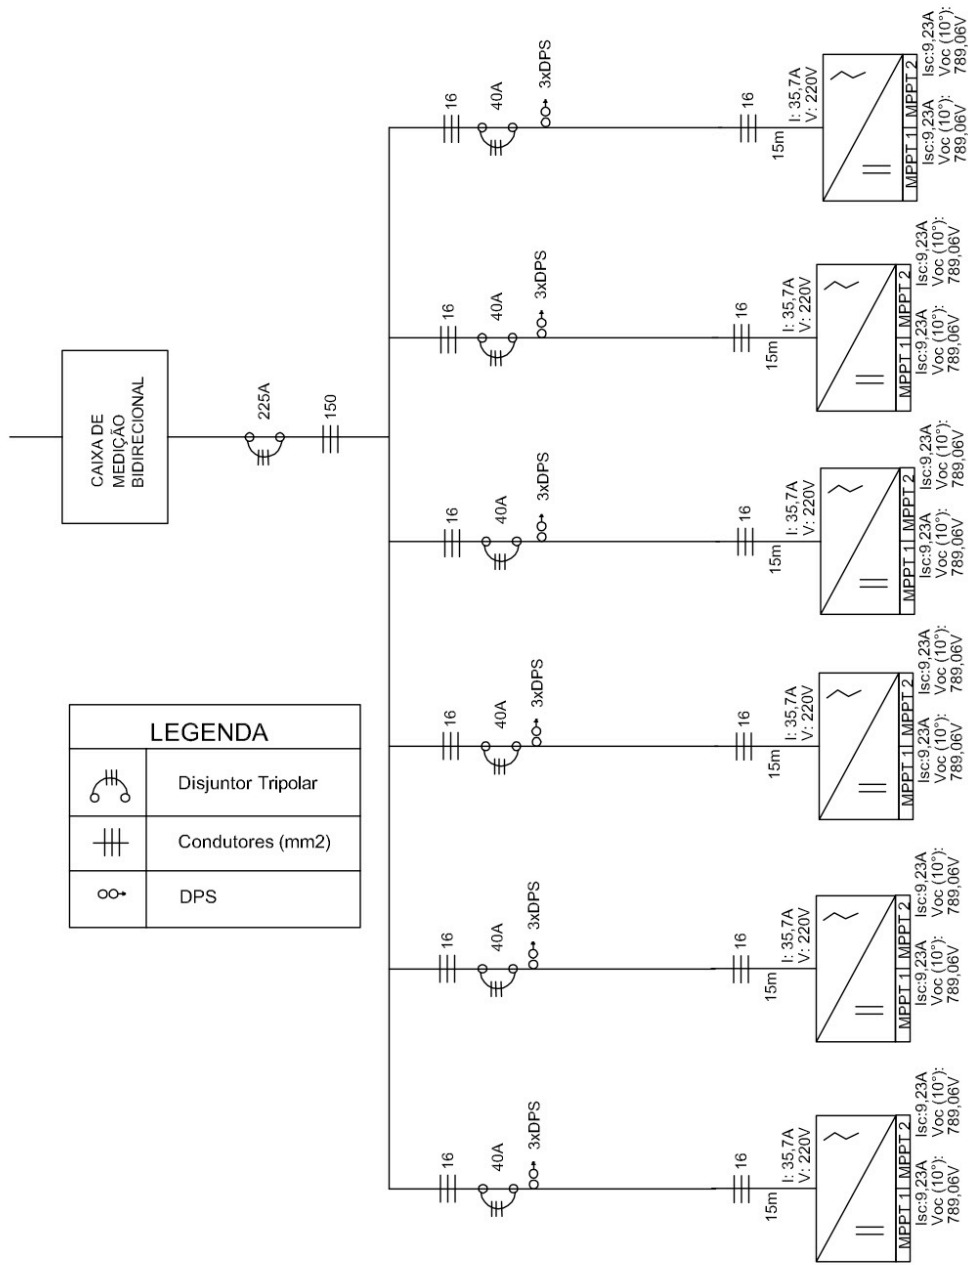 CAIXA DE
MEDIÇÃO
BIDIRECIONAL
225A
150
LEGENDA
Disjuntor Tripolar
Condutores (mm2)
DPS
16
40A
3xDPS
16
15m
I: 35,7A
V: 220V
MPPT 1
MPPT 2
Isc:9,23A
Voc (10°):
789,06V
Isc:9,23A
Voc (10°):
789,06V
16
40A
3xDPS
16
15m
I: 35,7A
V: 220V
MPPT 1
MPPT 2
Isc:9,23A
Voc (10°):
789,06V
Isc:9,23A
Voc (10°):
789,06V
16
40A
3xDPS
16
15m
I: 35,7A
V: 220V
MPPT 1
MPPT 2
Isc:9,23A
Voc (10°):
789,06V
Isc:9,23A
Voc (10°):
789,06V
16
40A
3xDPS
16
15m
I: 35,7A
V: 220V
MPPT 1
MPPT 2
Isc:9,23A
Voc (10°):
789,06V
Isc:9,23A
Voc (10°):
789,06V
16
40A
3xDPS
16
15m
I: 35,7A
V: 220V
MPPT 1
MPPT 2
Isc:9,23A
Voc (10°):
789,06V
Isc:9,23A
Voc (10°):
789,06V
16
40A
3xDPS
16
15m
I: 35,7A
V: 220V
MPPT 1
MPPT 2
Isc:9,23A
Voc (10°):
789,06V
Isc:9,23A
Voc (10°):
789,06V